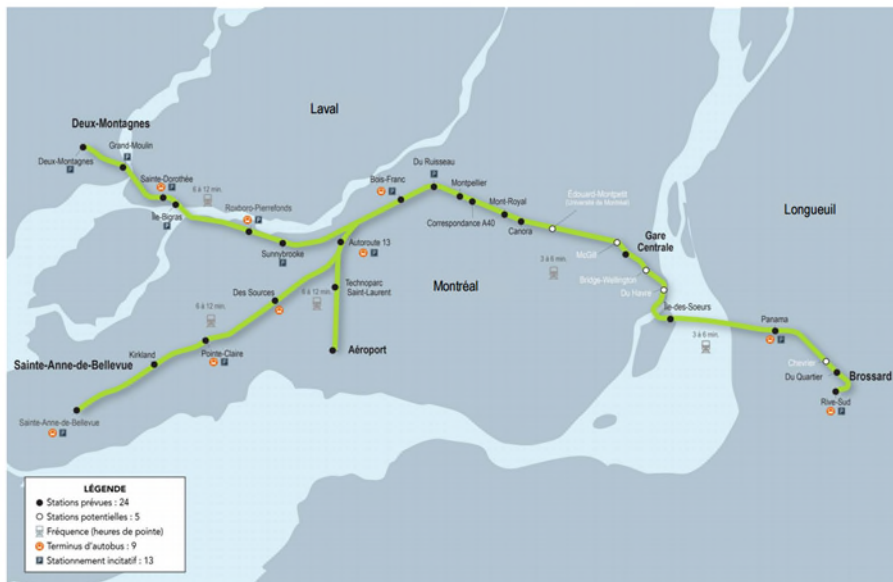 Laval
Deux-Montagnes
Grand-Moulin
Deux-Montagnes
Sainte-Dorothée
6 à 12 min.
Île-Bigras
Roxboro-Pierrefonds
Sunnybrooke
Bois-Franc
Du Ruisseau
Montpellier
Correspondance A40
Mont-Royal
Canora
Édouard-Montpetit
(Université de Montréal)
Longueuil
Gare
Centrale
McGill
3 à 6 min.
Bridge-Wellington
Du Havre
Île-des-Soeurs
Autoroute 13
Technoparc
Saint-Laurent
Montréal
Des Sources
6 à 12 min.
6 à 12 min.
Aéroport
Pointe-Claire
Kirkland
Sainte-Anne-de-Bellevue
Sainte-Anne-de-Bellevue
3 à 6 min.
Panama
Chevrier
Du Quartier
Brossard
Rive-Sud
LÉGENDE
Stations prévues : 24
Stations potentielles : 5
Fréquence (heures de pointe)
Terminus d'autobus : 9
P Stationnement incitatif : 13